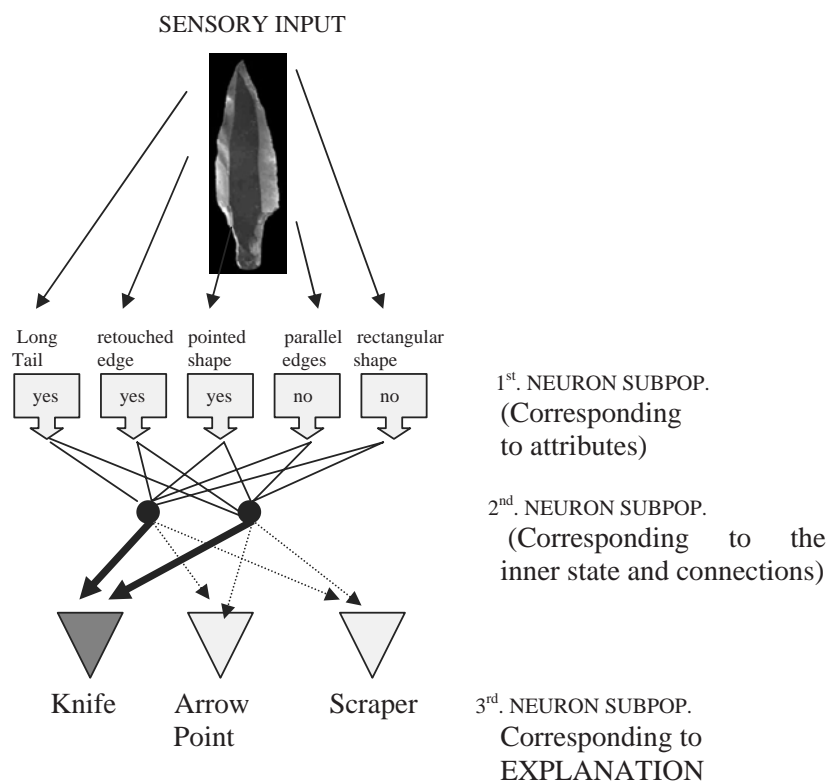 SENSORY INPUT
Long
Tail
retouched
edge
pointed
shape
parallel
edges
rectangular
shape
yes
yes
yes
no
no
1st. NEURON SUBPOP.
(Corresponding
to attributes)
2nd. NEURON SUBPOP.
(Corresponding to the
inner state and connections)
Knife
Arrow
Point
Scraper
3rd. NEURON SUBPOP.
Corresponding to
EXPLANATION